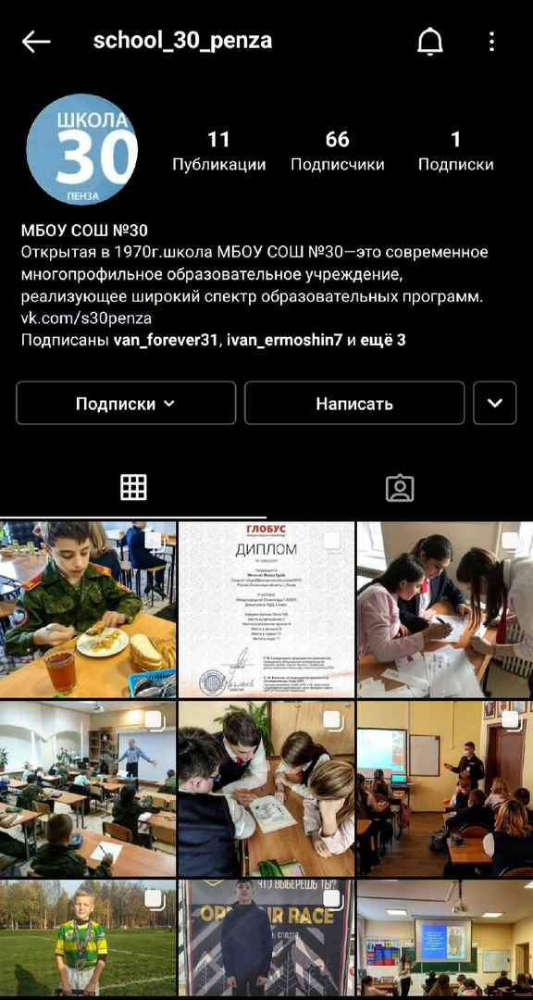 school_30_penza
ШКОЛА
30
ПЕНЗА
11
Публикации
66
Подписчики
1
Подписки
МБОУ СОШ №30
Открытая в 1970г.школа МБОУ СОШ №30—это современное
многопрофильное образовательное учреждение,
реализующее широкий спектр образовательных программ.
vk.com/s30penza
Подписаны van_forever31, ivan_ermoshin7 и ещё 3
Подписки
Написать
ГЛОБУС
ДИПЛОМ
ЧТО ВЫБЕРЕШЬ ТЫ?
RACE